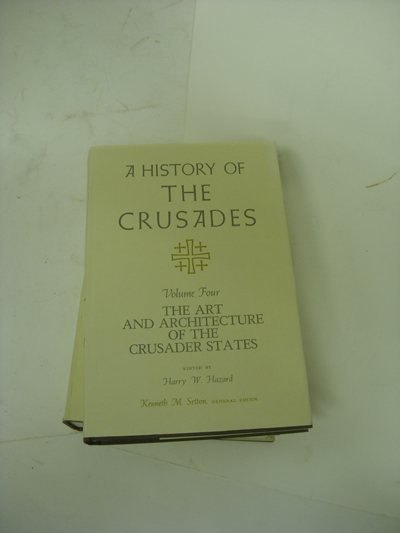 A HISTORY OF
THE
CRUSADES
Volume Four
THE ART
AND ARCHITECTURE
OF THE
CRUSADER STATES
EDITED BY
Harry W. Hazard
Kenneth M. Setton, GENERAL EDITOR